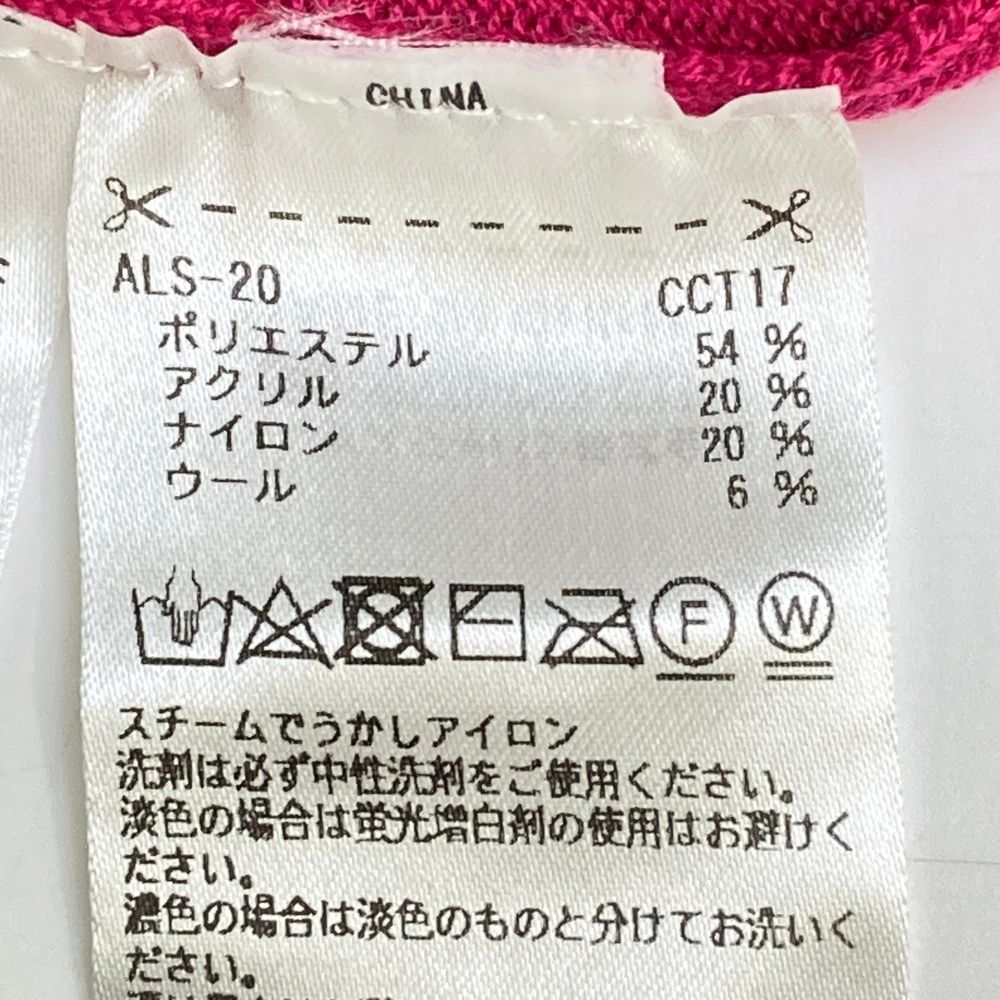 CHINA
ALS-20 CCT17
ポリエステル 54 %
アクリル 20 %
ナイロン 20 %
ウール 6 %
F W
スチームでうかしアイロン
洗剤は必ず中性洗剤をご使用ください。
淡色の場合は蛍光増白剤の使用はお避けく
ださい。
濃色の場合は淡色のものと分けてお洗いく
ださい。